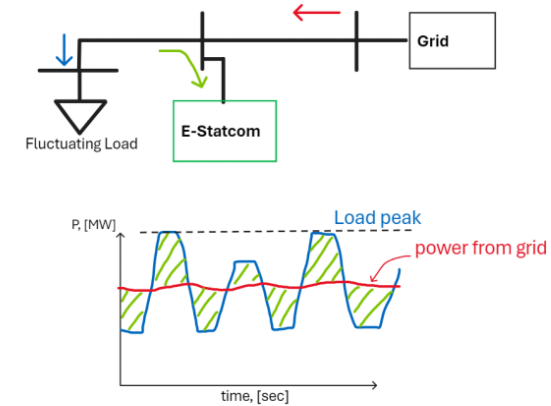 Grid
E-Statcom
Fluctuating Load
P, [MW]
Load peak
power from grid
time, [sec]